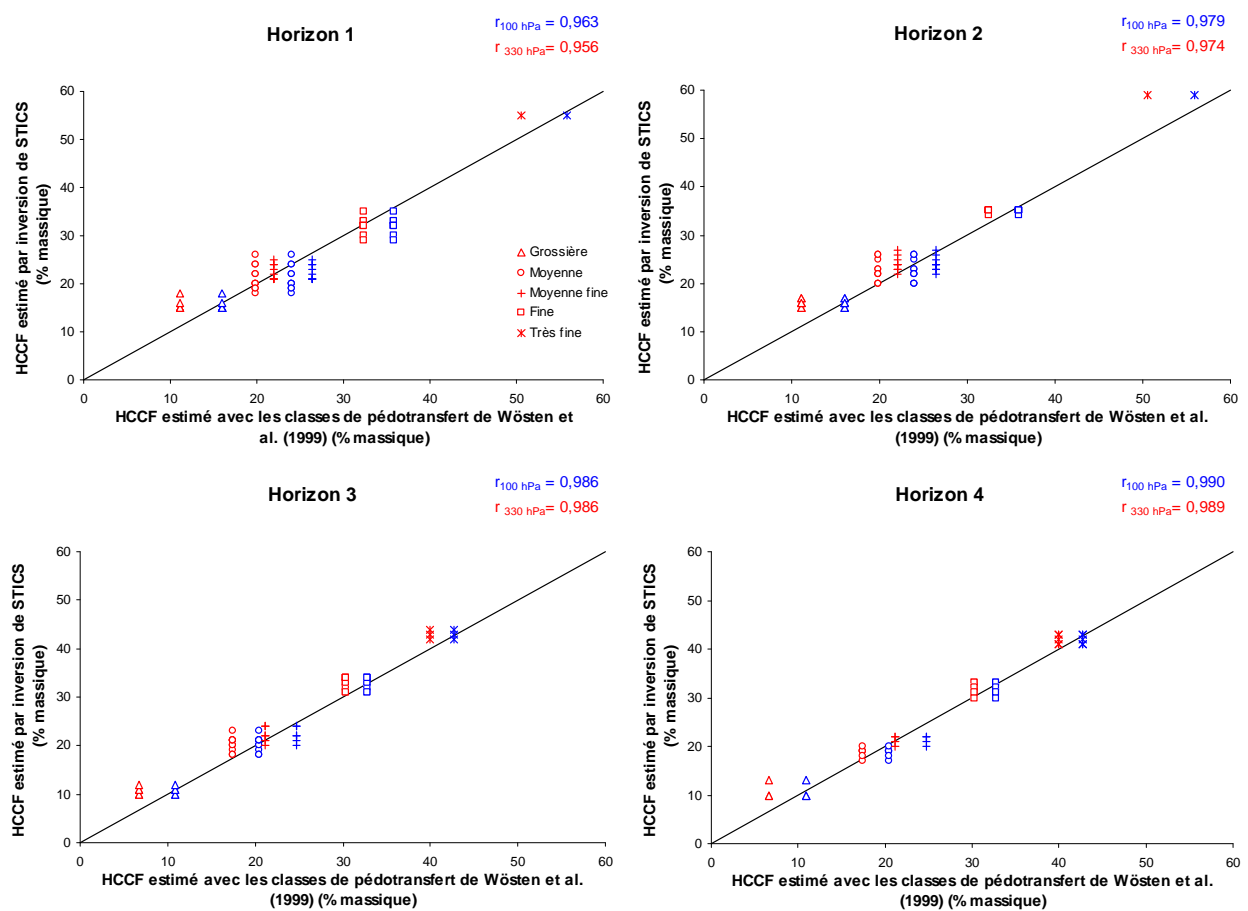 Horizon 1
r100 hPa = 0,963
r 330 hPa= 0,956
HCCF estimé par inversion de STICS
(% massique)
60
50
40
30
20
10
0
Grossière
Moyenne
Moyenne fine
Fine
Très fine
0 10 20 30 40 50 60
HCCF estimé avec les classes de pédotransfert de Wösten et
al. (1999) (% massique)
Horizon 2
r100 hPa = 0,979
r 330 hPa= 0,974
HCCF estimé par inversion de STICS
(% massique)
60
50
40
30
20
10
0
0 10 20 30 40 50 60
HCCF estimé avec les classes de pédotransfert de Wösten et al.
(1999) (% massique)
Horizon 3
r100 hPa = 0,986
r 330 hPa= 0,986
HCCF estimé par inversion de STICS
(% massique)
60
50
40
30
20
10
0
0 10 20 30 40 50 60
HCCF estimé avec les classes de pédotransfert de Wösten et al.
(1999) (% massique)
Horizon 4
r100 hPa = 0,990
r 330 hPa= 0,989
HCCF estimé par inversion de STICS
(% massique)
60
50
40
30
20
10
0
0 10 20 30 40 50 60
HCCF estimé avec les classes de pédotransfert de Wösten et al.
(1999) (% massique)